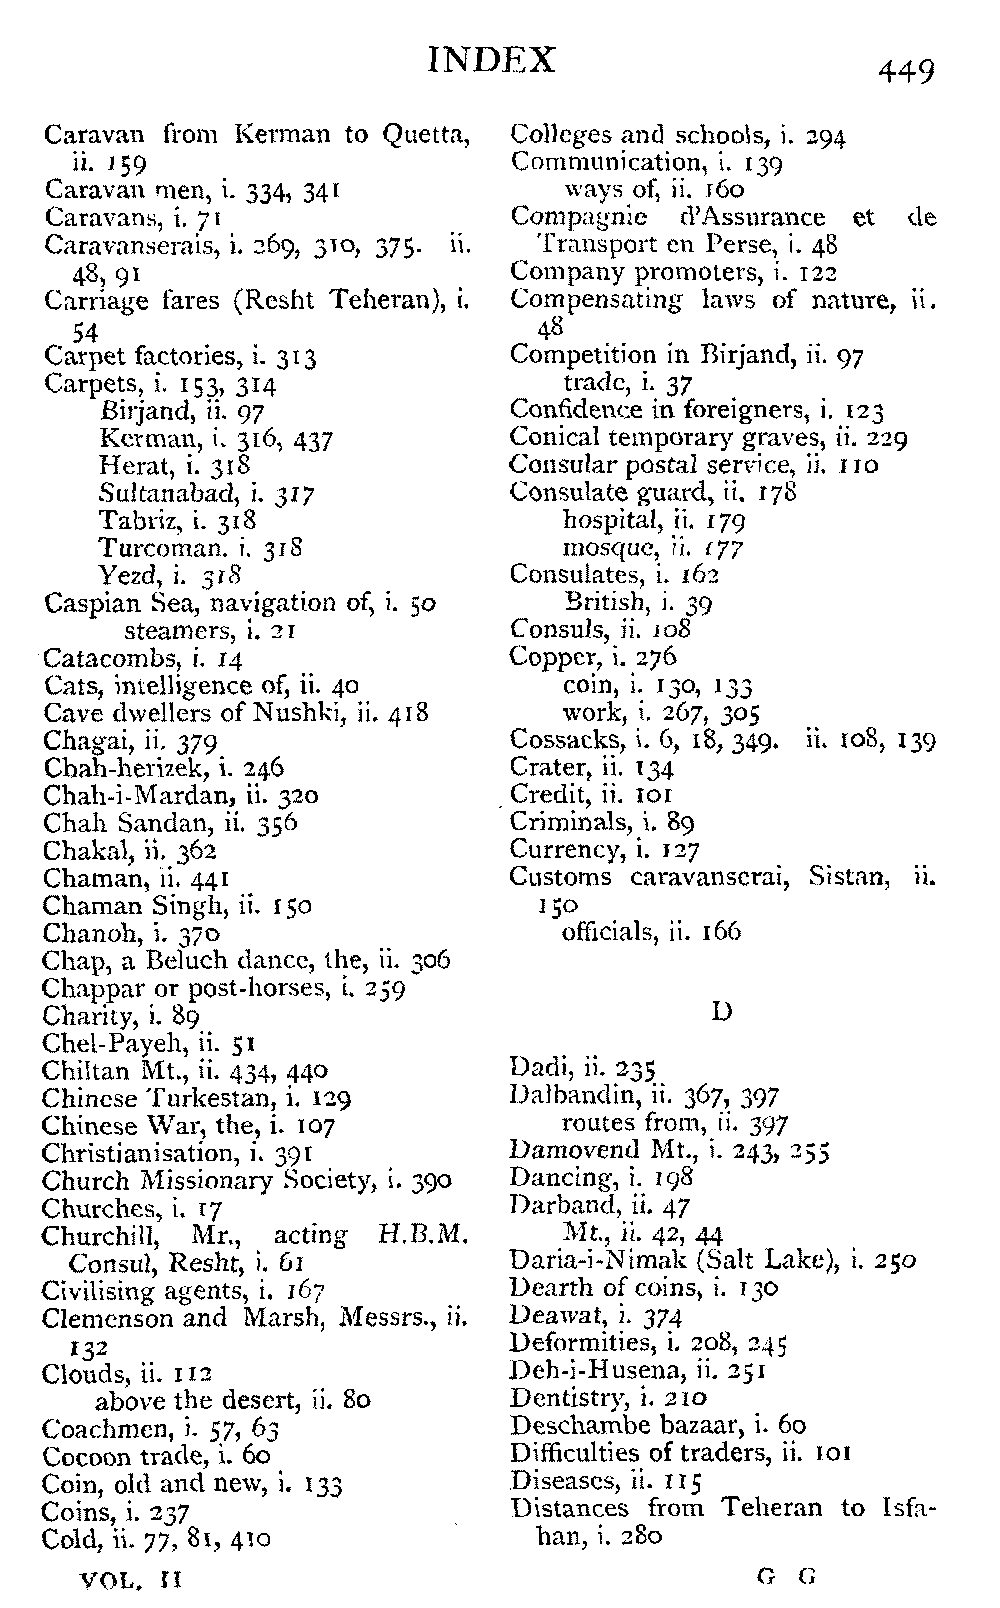 INDEX
449
Caravan from Kerman to Quetta,
ii. 159
Caravan men, i. 334, 341
Caravans, i. 71
Caravanserais, i. 269, 310, 375. ii.
48, 91
Carriage fares (Resht Teheran), i.
54
Carpet factories, i. 313
Carpets, i. 153, 314
Birjand, ii. 97
Kerman, i. 316, 437
Herat, i. 318
Sultanabad, i. 317
Tabriz, i. 318
Turcoman. i. 318
Yezd, i. 318
Caspian Sea, navigation of, i. 50
steamers, i. 21
Catacombs, i. 14
Cats, intelligence of, ii. 40
Cave dwellers of Nushki, ii. 418
Chagai, ii. 379
Chah-herizek, i. 246
Chah-i-Mardan, ii. 320
Chah Sandan, ii. 356
Chakal, ii. 362
Chaman, ii. 441
Chaman Singh, ii. 150
Chanoh, i. 370
Chap, a Beluch dance, the, ii. 306
Chappar or post-horses, i. 259
Charity, i. 89
Chel-Payeh, ii. 51
Chiltan Mt., ii. 434, 440
Chinese Turkestan, i. 129
Chinese War, the, i. 107
Christianisation, i. 391
Church Missionary Society, i. 390
Churches, i. 17
Churchill, Mr., acting H.B.M.
Consul, Resht, i. 61
Civilising agents, i. 167
Clemenson and Marsh, Messrs., ii.
132
Clouds, ii. 112
above the desert, ii. 80
Coachmen, i. 57, 63
Cocoon trade, i. 60
Coin, old and new, i. 133
Coins, i. 237
Cold, ii. 77, 81, 410
Colleges and schools, i. 294
Communication, i. 139
ways of, ii. 160
Compagnie d'Assurance et de
Transport en Perse, i. 48
Company promoters, i. 122
Compensating laws of nature, ii.
48
Competition in Birjand, ii. 97
trade, i. 37
Confidence in foreigners, i. 123
Conical temporary graves, ii. 229
Consular postal service, ii. 110
Consulate guard, ii. 178
hospital, ii. 179
mosque, ii. 177
Consulates, i. 162
British, i. 39
Consuls, ii. 108
Copper, i. 276
coin, i. 130, 133
work, i. 267, 305
Cossacks, i. 6, 18, 349. ii. 108, 139
Crater, ii. 134
Credit, ii. 101
Criminals, i. 89
Currency, i. 127
Customs caravanserai, Sistan, ii.
150
officials, ii. 166
D
Dadi, ii. 235
Dalbandin, ii. 367, 397
routes from, ii. 397
Damovend Mt., i. 243, 255
Dancing, i. 198
Darband, ii. 47
Mt., ii. 42, 44
Daria-i-Nimak (Salt Lake), i. 250
Dearth of coins, i. 130
Deawat, i. 374
Deformities, i. 208, 245
Deh-i-Husena, ii. 251
Dentistry, i. 210
Deschambe bazaar, i. 60
Difficulties of traders, ii. 101
Diseases, ii. 115
Distances from Teheran to Isfa-
han, i. 280
VOL. II
G G